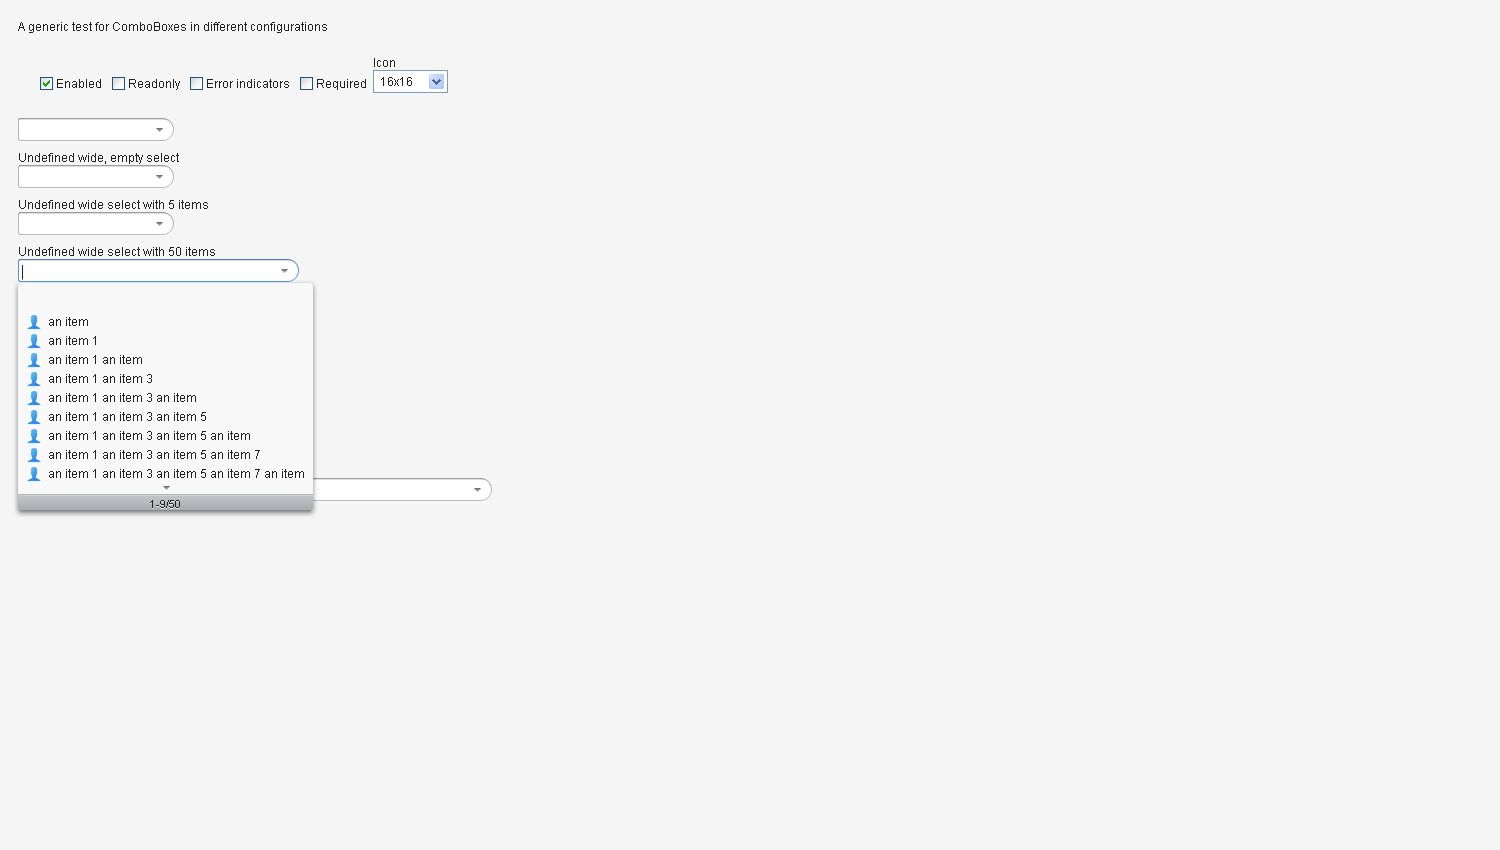 A generic test for ComboBoxes in different configurations
Icon
Enabled Readonly Error indicators Required 16x16
Undefined wide, empty select
Undefined wide select with 5 items
Undefined wide select with 50 items
an item
an item 1
an item 1 an item
an item 1 an item 3
an item 1 an item 3 an item
an item 1 an item 3 an item 5
an item 1 an item 3 an item 5 an item
an item 1 an item 3 an item 5 an item 7
an item 1 an item 3 an item 5 an item 7 an item
1-9/50